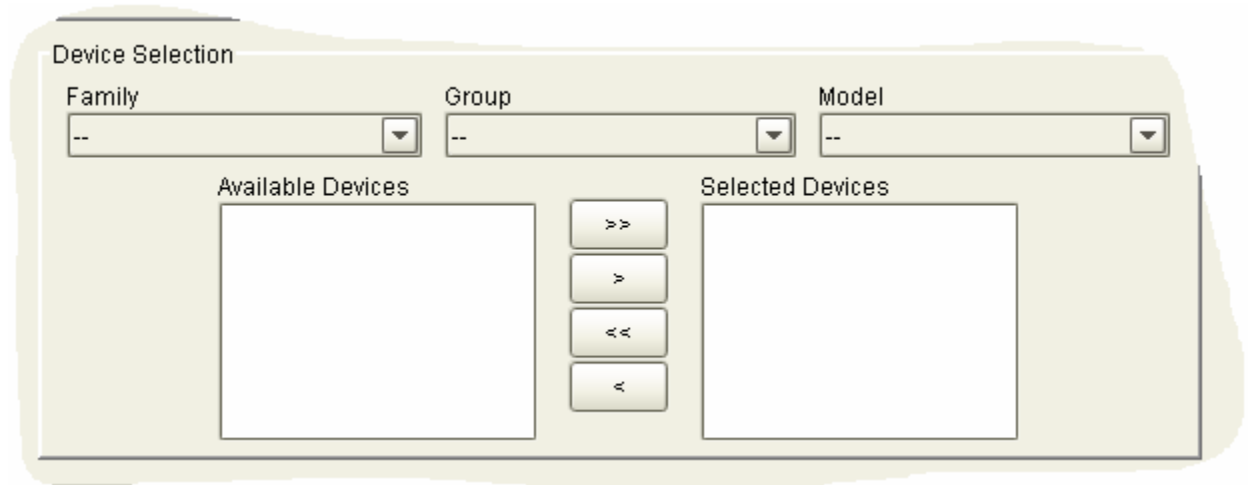 Device Selection
Family Group Model
-- -- --
Available Devices Selected Devices
>>
>
<<
<